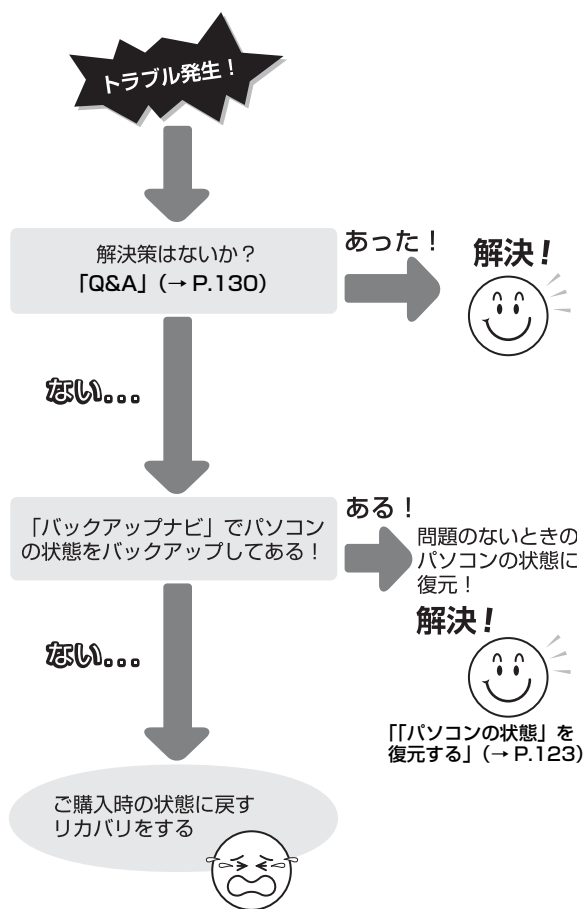 トラブル発生！
解決策はないか？
「Q&A」（→ P.130）
あった！
解決！
ない...
「バックアップナビ」でパソコン
の状態をバックアップしてある！
ある！
問題のないときの
パソコンの状態に
復元！
解決！
「「パソコンの状態」を
復元する」（→ P.123）
ない...
ご購入時の状態に戻す
リカバリをする